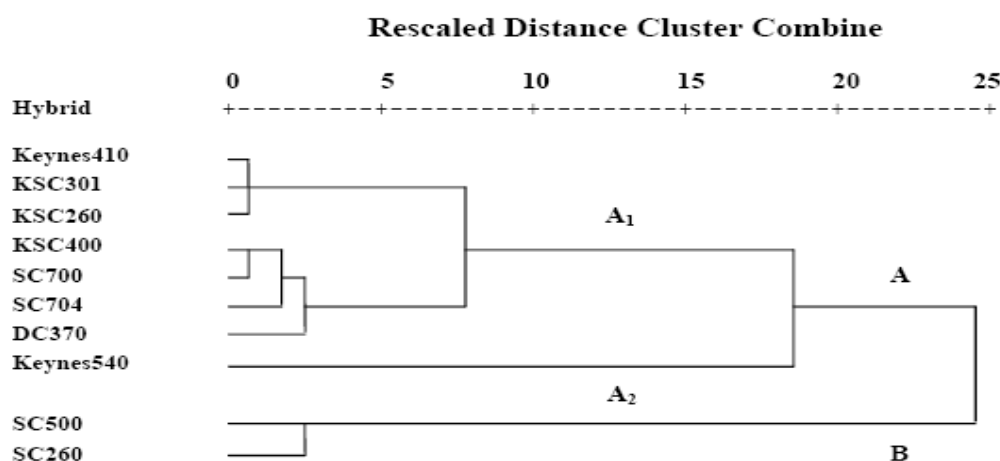 Rescaled Distance Cluster Combine
0 5 10 15 20 25
Hybrid
Keynes410
KSC301
KSC260
A₁
KSC400
SC700
A
SC704
DC370
Keynes540
A₂
SC500
SC260
B